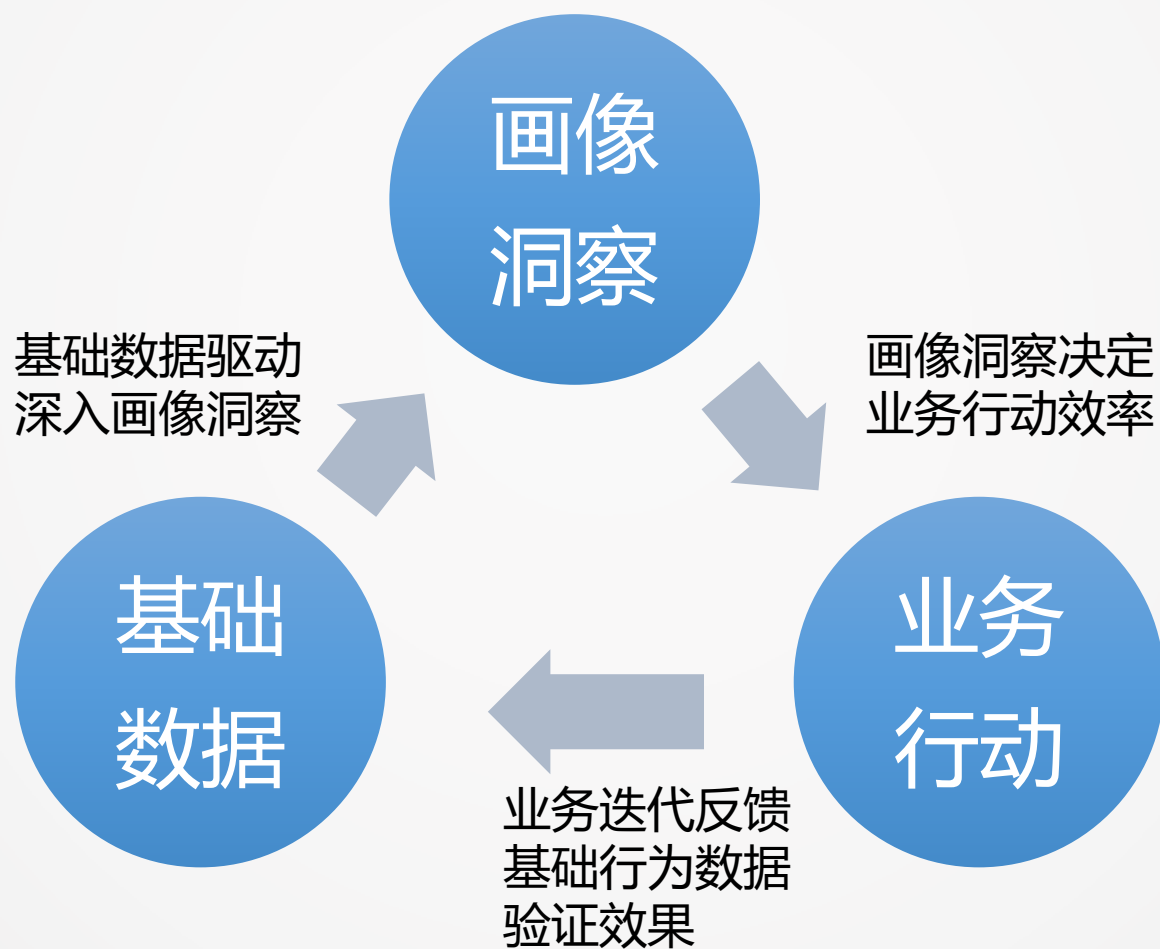 画像
洞察
基础数据驱动
深入画像洞察
画像洞察决定
业务行动效率
基础
数据
业务
行动
业务迭代反馈
基础行为数据
验证效果